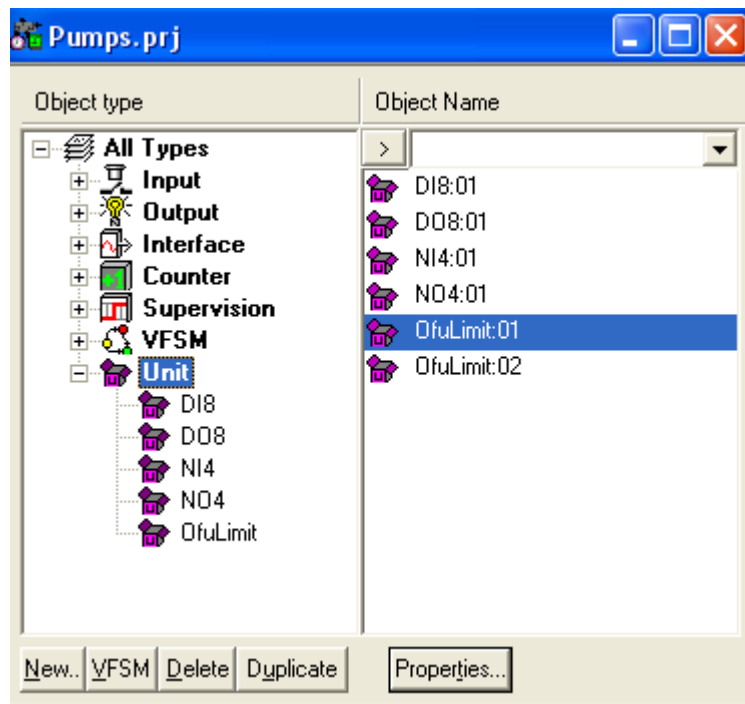 Pumps.prj
Object type
Object Name
All Types
>
Input
DI8:01
Output
DO8:01
Interface
NI4:01
Counter
NO4:01
Supervision
OfuLimit:01
VFSM
OfuLimit:02
Unit
DI8
DO8
NI4
NO4
OfuLimit
New.. VFSM Delete Duplicate Properties...